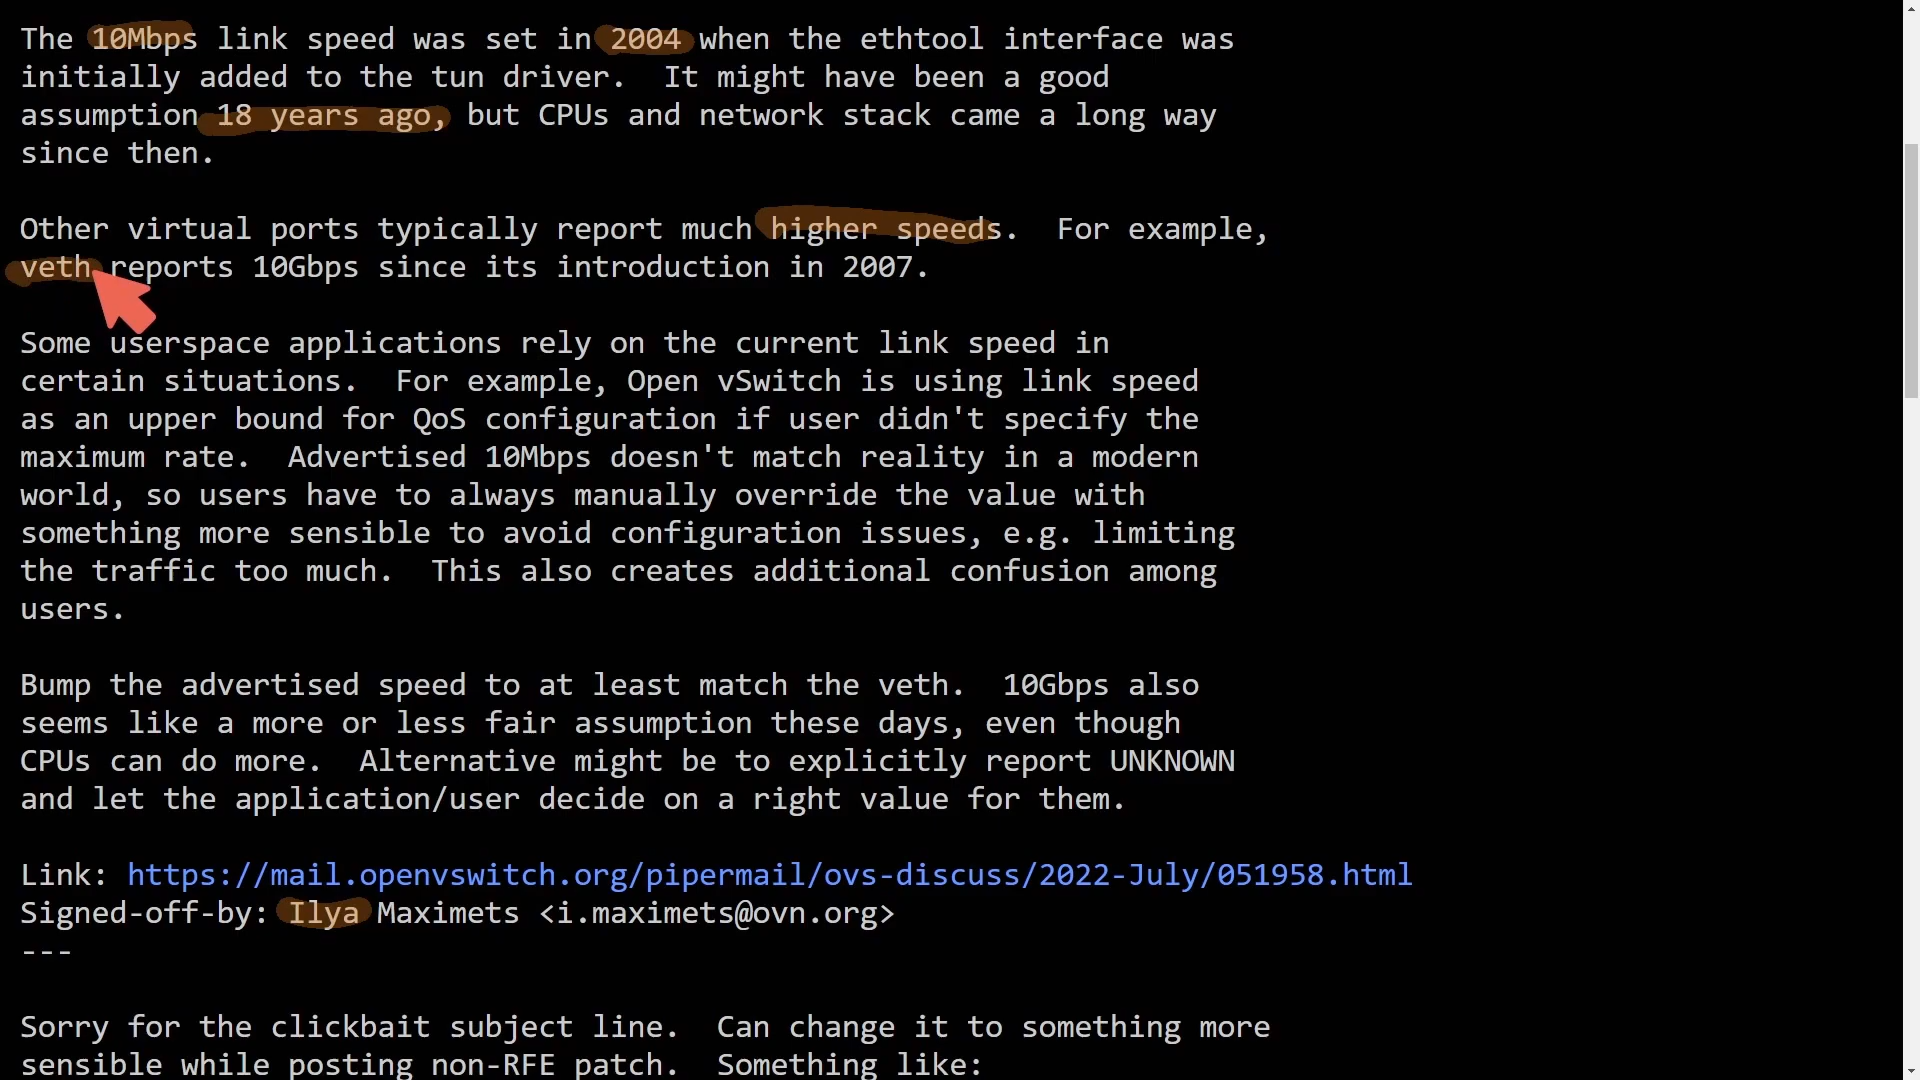 The 10Mbps link speed was set in 2004 when the ethtool interface was
initially added to the tun driver.  It might have been a good
assumption 18 years ago, but CPUs and network stack came a long way
since then.
Other virtual ports typically report much higher speeds.  For example,
veth reports 10Gbps since its introduction in 2007.
Some userspace applications rely on the current link speed in
certain situations.  For example, Open vSwitch is using link speed
as an upper bound for QoS configuration if user didn't specify the
maximum rate.  Advertised 10Mbps doesn't match reality in a modern
world, so users have to always manually override the value with
something more sensible to avoid configuration issues, e.g. limiting
the traffic too much.  This also creates additional confusion among
users.
Bump the advertised speed to at least match the veth.  10Gbps also
seems like a more or less fair assumption these days, even though
CPUs can do more.  Alternative might be to explicitly report UNKNOWN
and let the application/user decide on a right value for them.
Link: https://mail.openvswitch.org/pipermail/ovs-discuss/2022-July/051958.html
Signed-off-by: Ilya Maximets <i.maximets@ovn.org>
---
Sorry for the clickbait subject line.  Can change it to something more
sensible while posting non-RFE patch.  Something like: